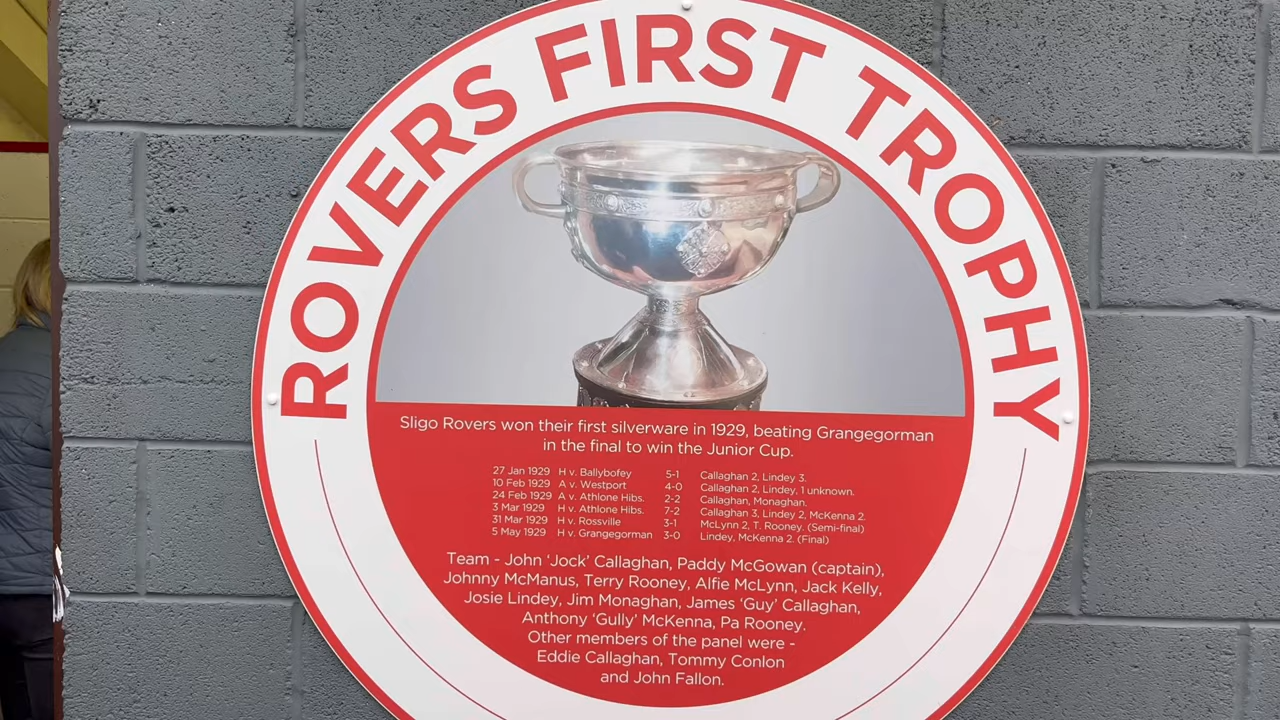 ROVERS FIRST TROPHY
Sligo Rovers won their first silverware in 1929, beating Grangegorman
in the final to win the Junior Cup.
27 Jan 1929 H v. Ballybofey 5-1 Callaghan 2, Lindey 3.
10 Feb 1929 A v. Westport 4-0 Callaghan 2, Lindey, 1 unknown.
24 Feb 1929 A v. Athlone Hibs. 2-2 Callaghan, Monaghan.
3 Mar 1929 H v. Athlone Hibs. 7-2 Callaghan 3, Lindey 2, McKenna 2.
31 Mar 1929 H v. Rossville 3-1 McLynn 2, T. Rooney. (Semi-final)
5 May 1929 H v. Grangegorman 3-0 Lindey, McKenna 2. (Final)
Team - John ‘Jock’ Callaghan, Paddy McGowan (captain),
Johnny McManus, Terry Rooney, Alfie McLynn, Jack Kelly,
Josie Lindey, Jim Monaghan, James ‘Guy’ Callaghan,
Anthony ‘Gully’ McKenna, Pa Rooney.
Other members of the panel were -
Eddie Callaghan, Tommy Conlon
and John Fallon.